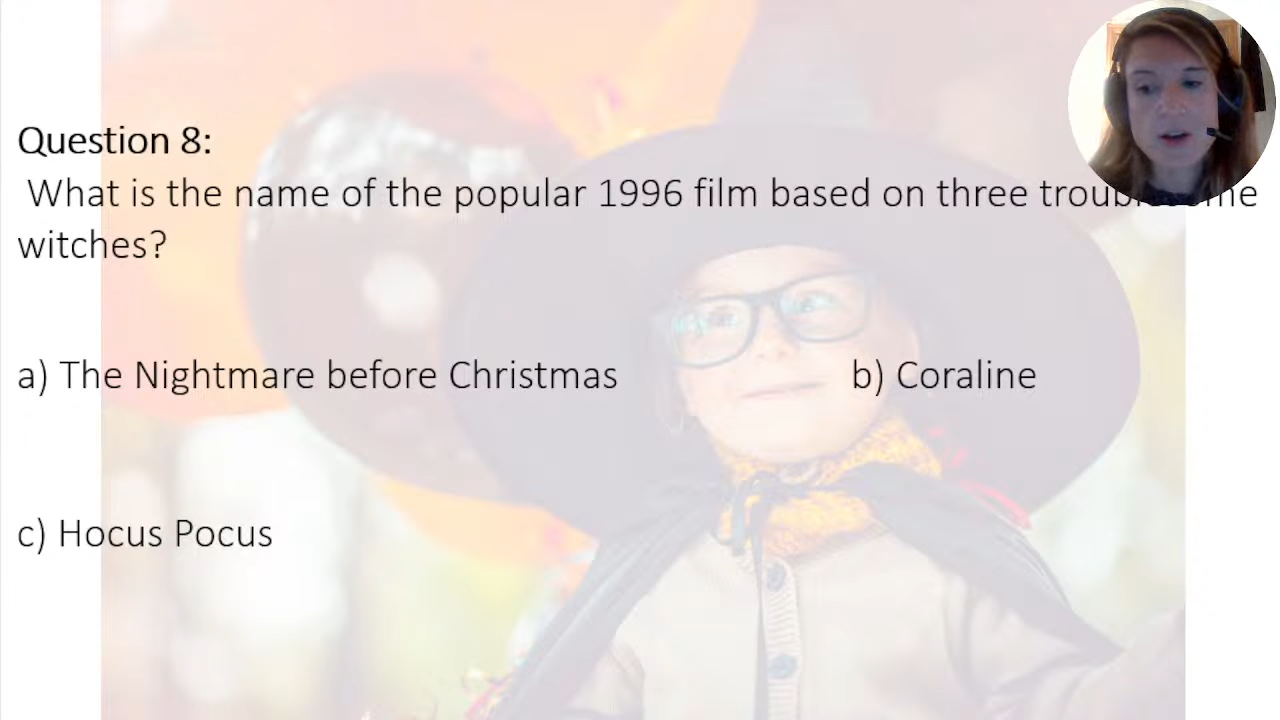 Question 8:
What is the name of the popular 1996 film based on three
witches?
a) The Nightmare before Christmas b) Coraline
c) Hocus Pocus